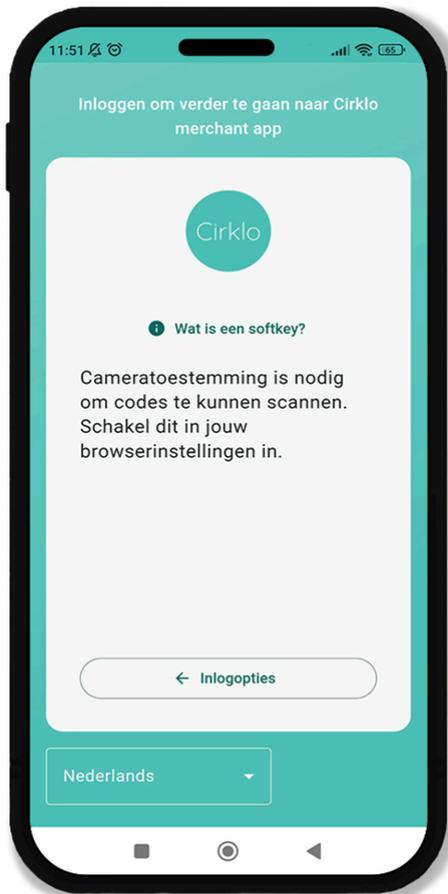 11:51
65
Inloggen om verder te gaan naar Cirklo
merchant app
Cirklo
Wat is een softkey?
Cameratoestemming is nodig
om codes te kunnen scannen.
Schakel dit in jouw
browserinstellingen in.
← Inlogopties
Nederlands